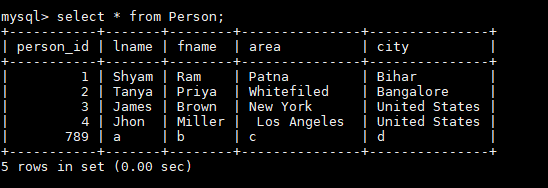 mysql> select * from Person;
+-----------+-------+--------+--------------+---------------+
| person_id | lname | fname  | area         | city          |
+-----------+-------+--------+--------------+---------------+
|         1 | Shyam | Ram    | Patna        | Bihar         |
|         2 | Tanya | Priya  | Whitefiled   | Bangalore     |
|         3 | James | Brown  | New York     | United States |
|         4 | Jhon  | Miller |  Los Angeles | United States |
|       789 | a     | b      | c            | d             |
+-----------+-------+--------+--------------+---------------+
5 rows in set (0.00 sec)